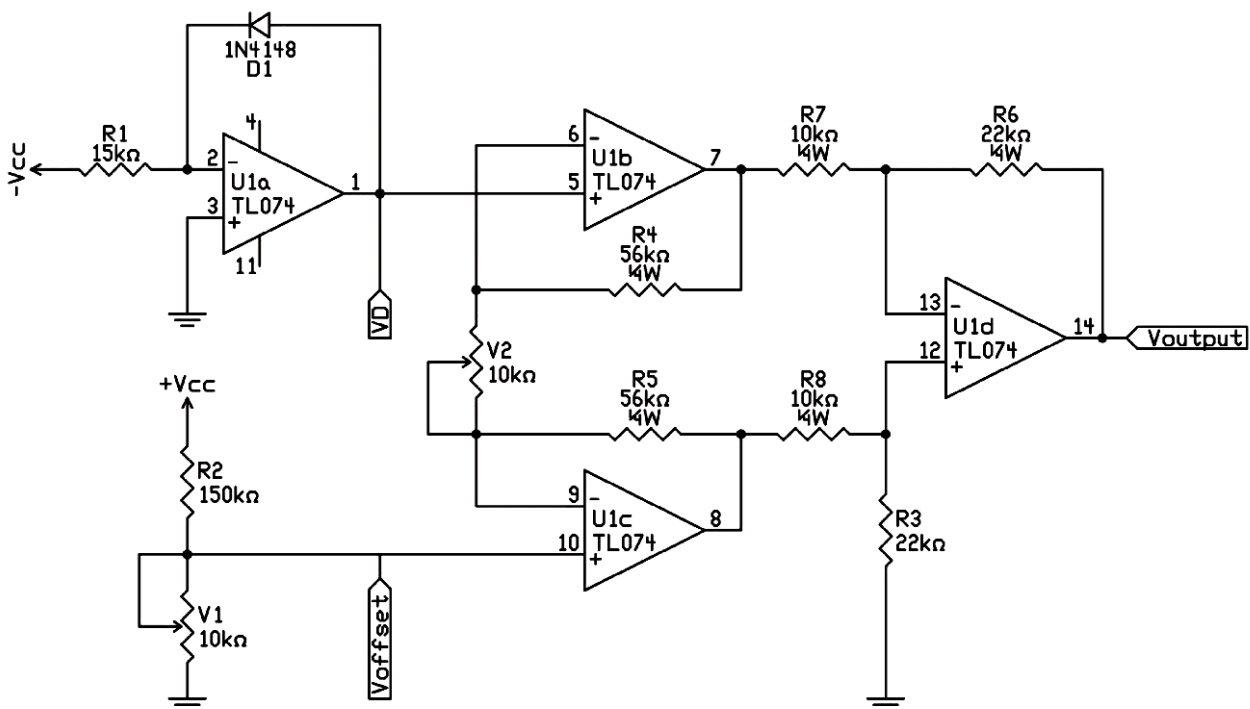 1N4148
D1
R1
15kΩ
-Vcc
4
2
-
U1a
TL074
3
+
1
11
VD
6
-
U1b
TL074
5
+
7
R7
10kΩ
¼W
R6
22kΩ
¼W
R4
56kΩ
¼W
V2
10kΩ
R5
56kΩ
¼W
R8
10kΩ
¼W
13
-
U1d
TL074
12
+
14
Voutput
+Vcc
R2
150kΩ
9
-
U1c
TL074
10
+
8
R3
22kΩ
V1
10kΩ
Voffset